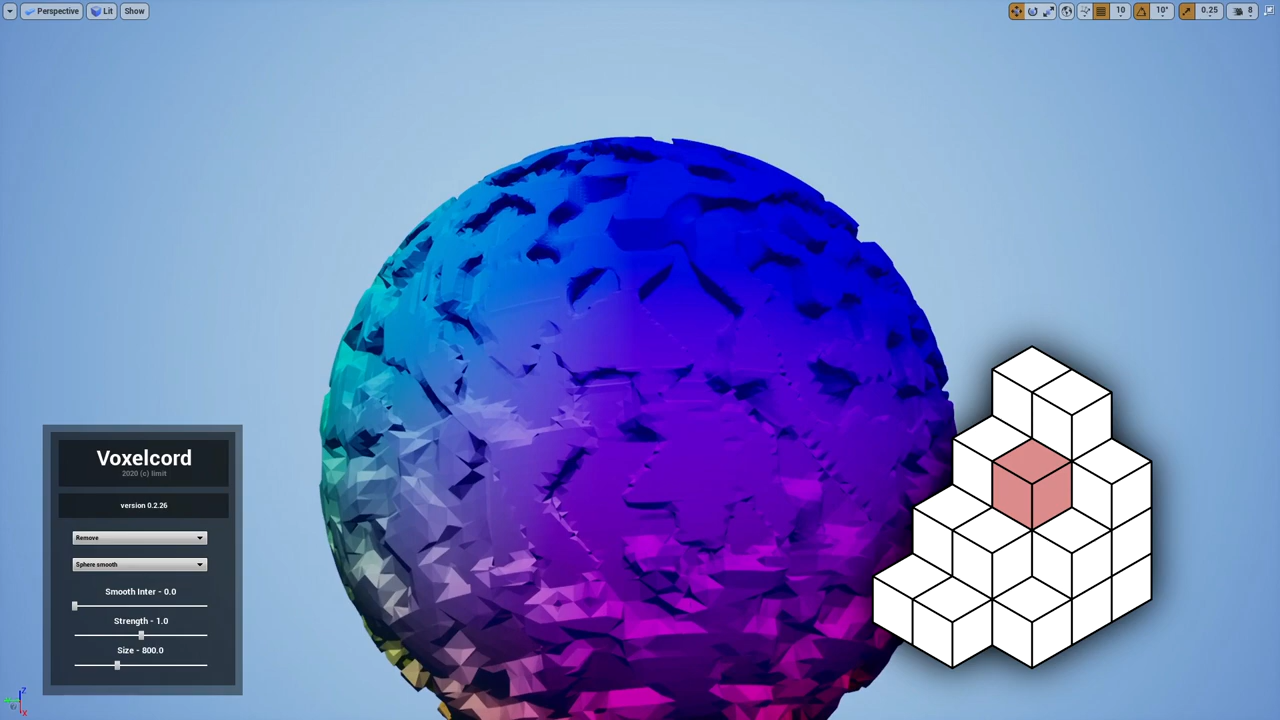 Perspective Lit Show 10 10° 0.25 8
Voxelcord
2020 (c) limit
version 0.2.26
Remove
Sphere smooth
Smooth Inter - 0.0
Strength - 1.0
Size - 800.0
Z
X